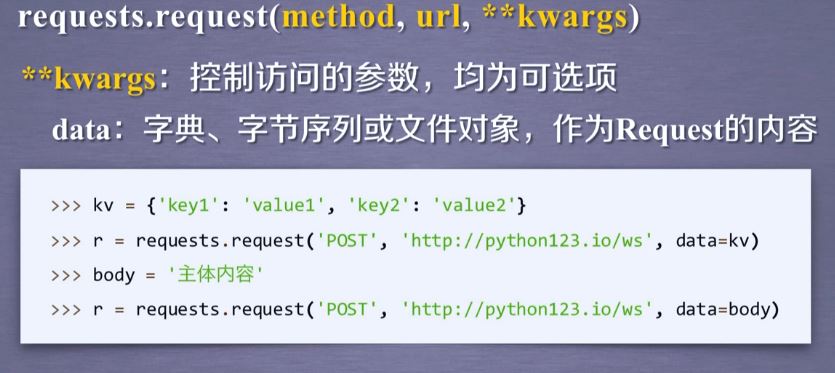 requests.request(method, url, **kwargs)
**kwargs：控制访问的参数，均为可选项
data：字典、字节序列或文件对象，作为Request的内容
>>> kv = {'key1': 'value1', 'key2': 'value2'}
>>> r = requests.request('POST', 'http://python123.io/ws', data=kv)
>>> body = '主体内容'
>>> r = requests.request('POST', 'http://python123.io/ws', data=body)